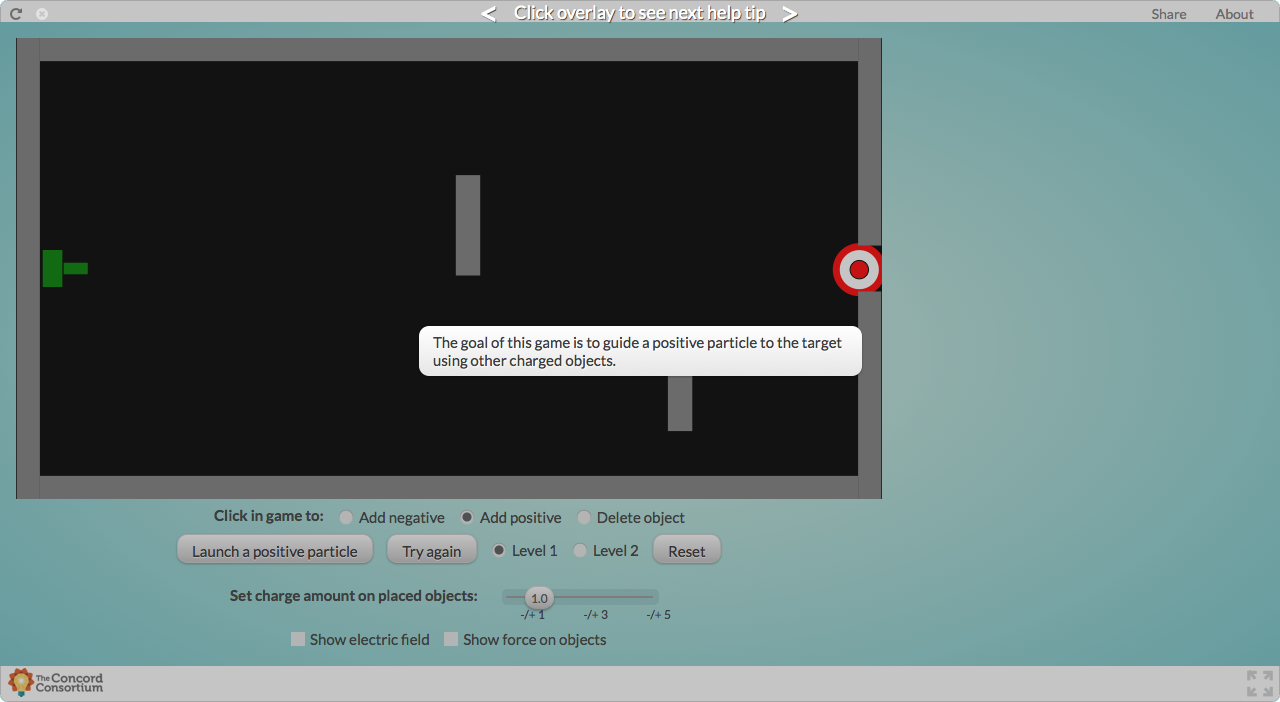 < Click overlay to see next help tip >
Share About
The goal of this game is to guide a positive particle to the target
using other charged objects.
Click in game to: Add negative Add positive Delete object
Launch a positive particle Try again Level 1 Level 2 Reset
Set charge amount on placed objects: 1.0
-/+ 1 -/+ 3 -/+ 5
Show electric field Show force on objects
The Concord
Consortium